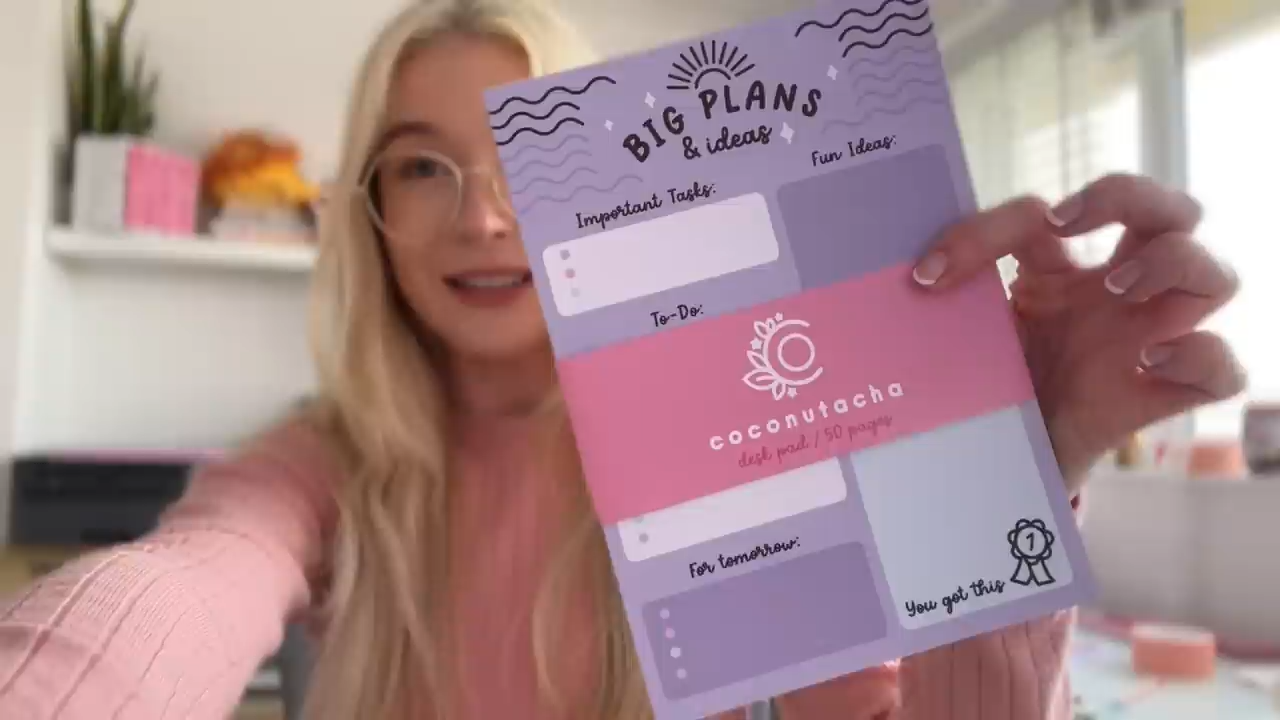 BIG PLANS
& ideas
Important Tasks:
Fun Ideas:
To-Do:
coconutacha
desk pad / 50 pages
For tomorrow:
You got this
1